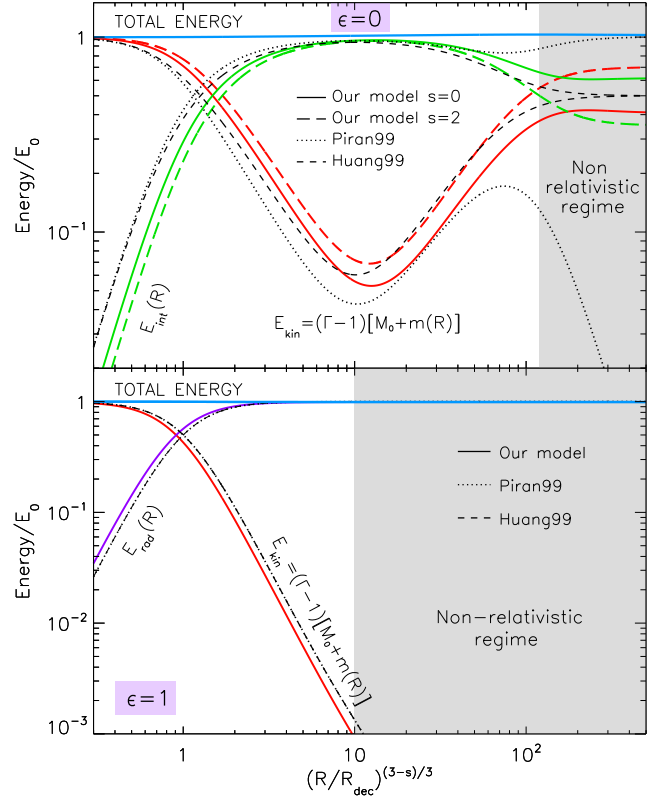 TOTAL ENERGY
ϵ=0
1
10⁻¹
Energy/E₀
Our model s=0
Our model s=2
Piran99
Huang99
Non
relativistic
regime
E_int(R)
E_kin=(Γ−1)[M₀+m(R)]
TOTAL ENERGY
1
10⁻¹
10⁻²
10⁻³
Energy/E₀
Our model
Piran99
Huang99
E_rad(R)
E_kin=(Γ−1)[M₀+m(R)]
Non−relativistic
regime
ϵ=1
1 10 10²
(R/R_dec)^(3−s)/3